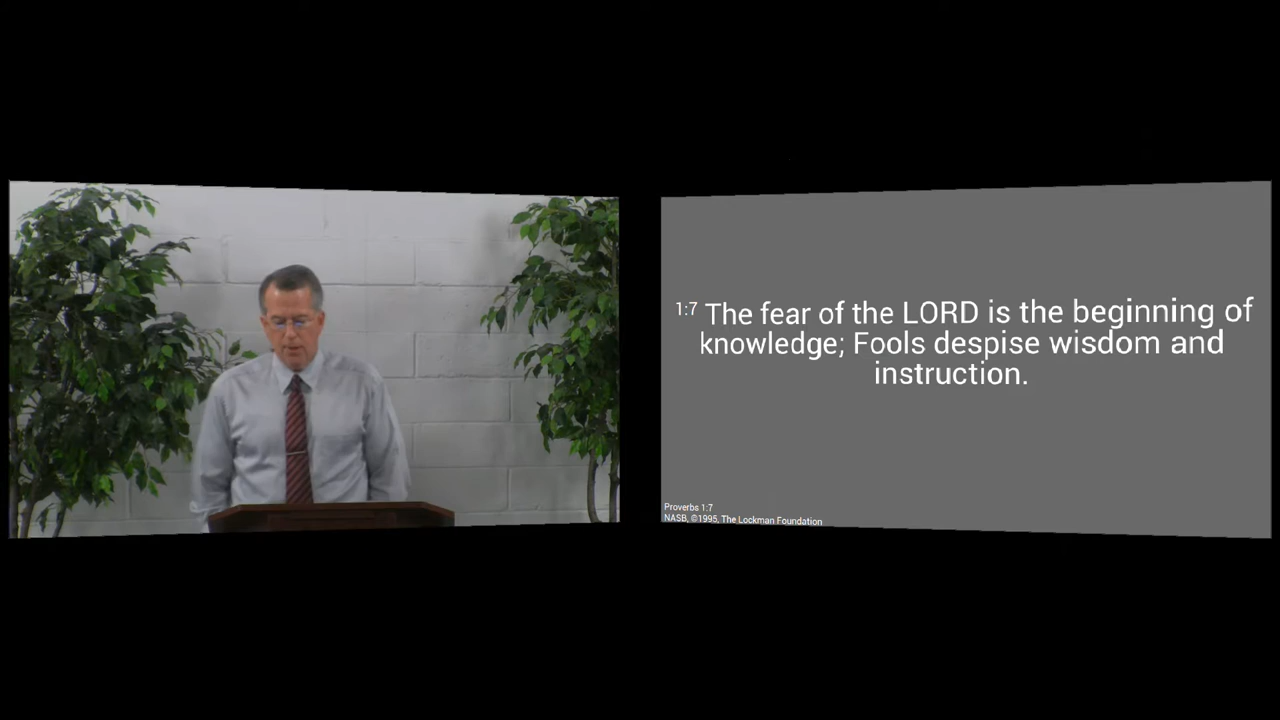 1:7 The fear of the LORD is the beginning of
knowledge; Fools despise wisdom and
instruction.
Proverbs 1:7
NASB, ©1995, The Lockman Foundation